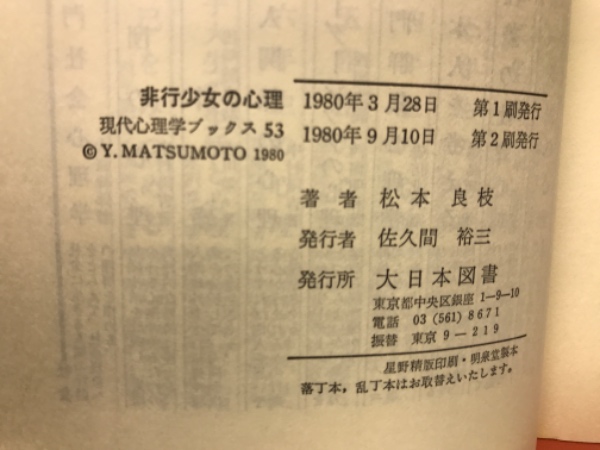 非行少女の心理
現代心理学ブックス 53
© Y. MATSUMOTO 1980
1980年3月28日 第1刷発行
1980年9月10日 第2刷発行
著者 松本良枝
発行者 佐久間裕三
発行所 大日本図書
東京都中央区銀座 1-9-10
電話 03 (561) 8671
振替 東京 9-219
星野精版印刷・明泉堂製本
落丁本,乱丁本はお取替えいたします。